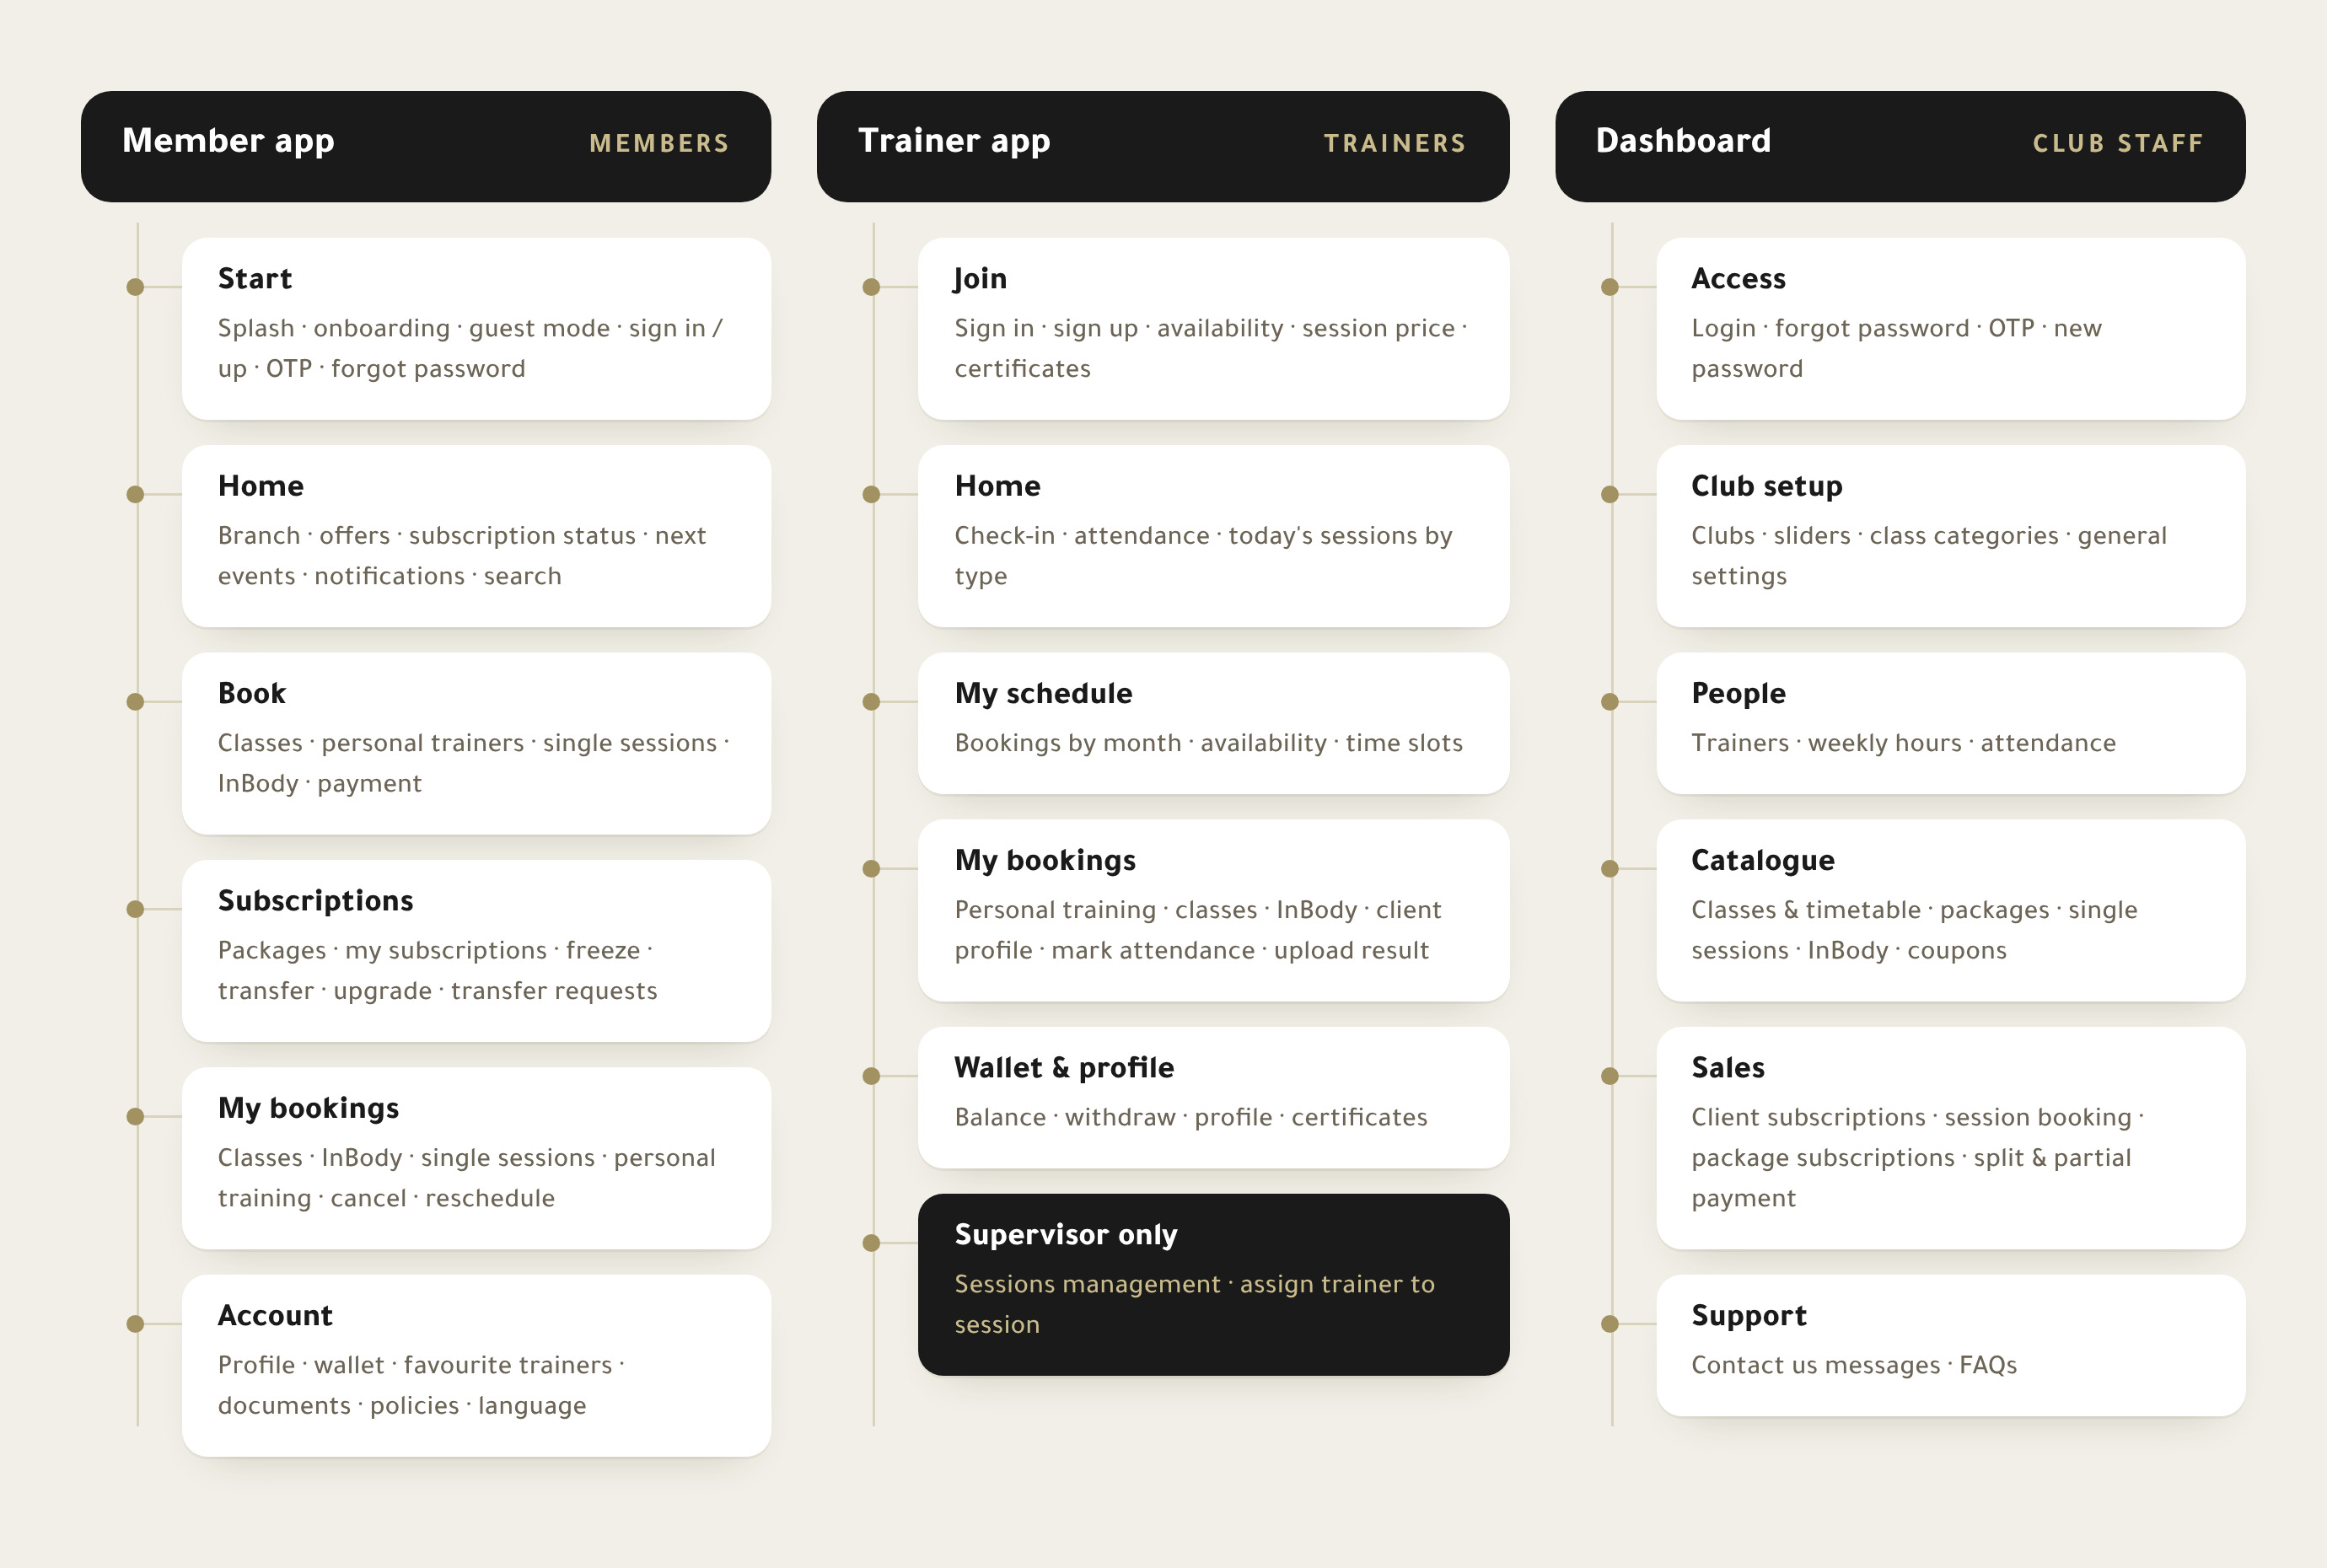 Member app
MEMBERS
Start
Splash · onboarding · guest mode · sign in /
up · OTP · forgot password
Home
Branch · offers · subscription status · next
events · notifications · search
Book
Classes · personal trainers · single sessions ·
InBody · payment
Subscriptions
Packages · my subscriptions · freeze ·
transfer · upgrade · transfer requests
My bookings
Classes · InBody · single sessions · personal
training · cancel · reschedule
Account
Profile · wallet · favourite trainers ·
documents · policies · language
Trainer app
TRAINERS
Join
Sign in · sign up · availability · session price ·
certificates
Home
Check-in · attendance · today's sessions by
type
My schedule
Bookings by month · availability · time slots
My bookings
Personal training · classes · InBody · client
profile · mark attendance · upload result
Wallet & profile
Balance · withdraw · profile · certificates
Supervisor only
Sessions management · assign trainer to
session
Dashboard
CLUB STAFF
Access
Login · forgot password · OTP · new
password
Club setup
Clubs · sliders · class categories · general
settings
People
Trainers · weekly hours · attendance
Catalogue
Classes & timetable · packages · single
sessions · InBody · coupons
Sales
Client subscriptions · session booking ·
package subscriptions · split & partial
payment
Support
Contact us messages · FAQs